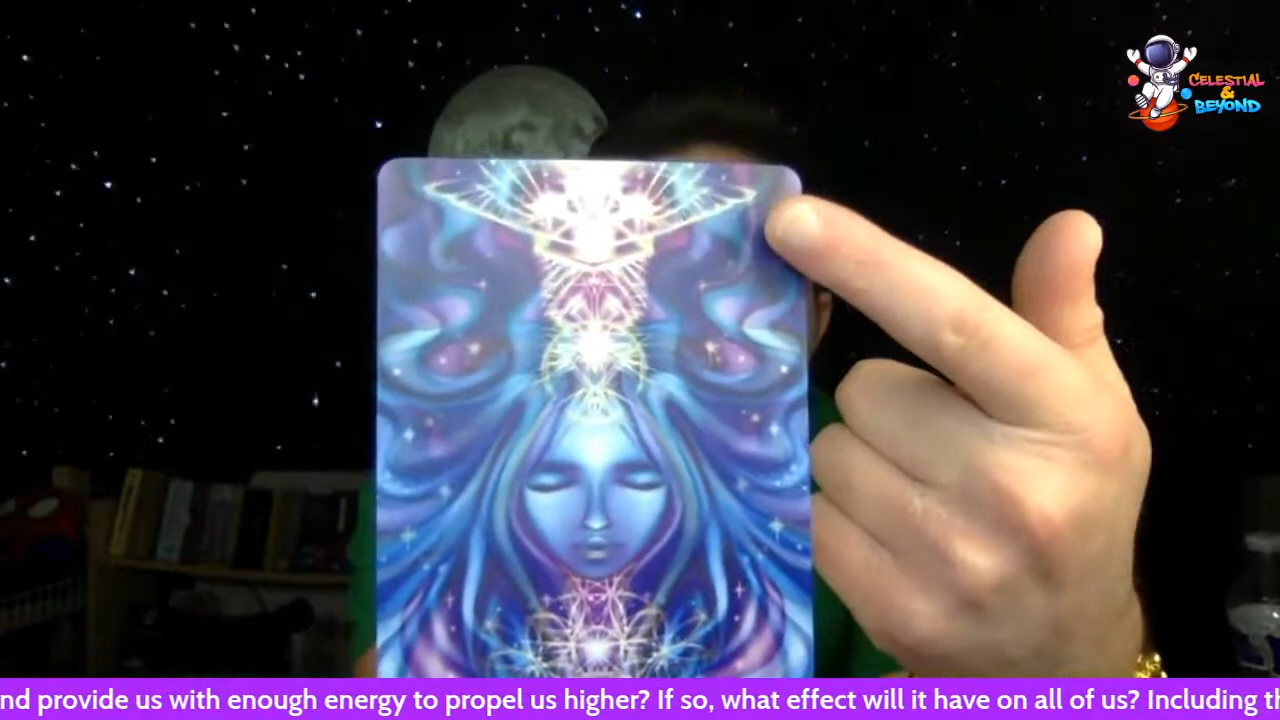 CELESTIAL
&
BEYOND
nd provide us with enough energy to propel us higher? If so, what effect will it have on all of us? Including th